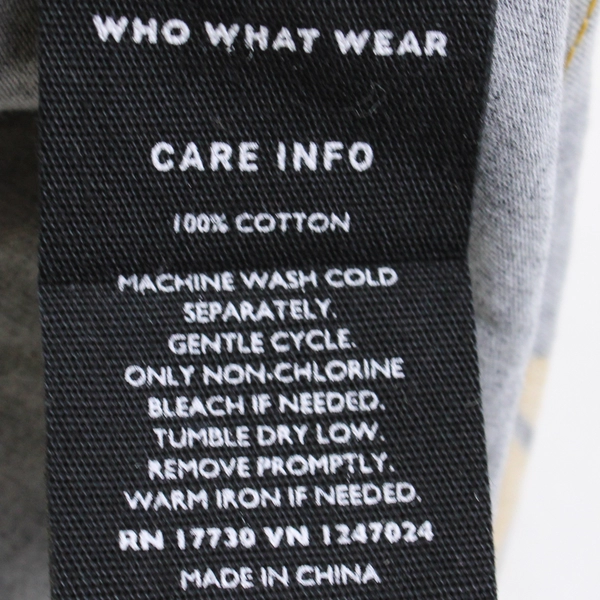 WHO WHAT WEAR
CARE INFO
100% COTTON
MACHINE WASH COLD
SEPARATELY.
GENTLE CYCLE.
ONLY NON-CHLORINE
BLEACH IF NEEDED.
TUMBLE DRY LOW.
REMOVE PROMPTLY.
WARM IRON IF NEEDED.
RN 17730 VN 1247024
MADE IN CHINA